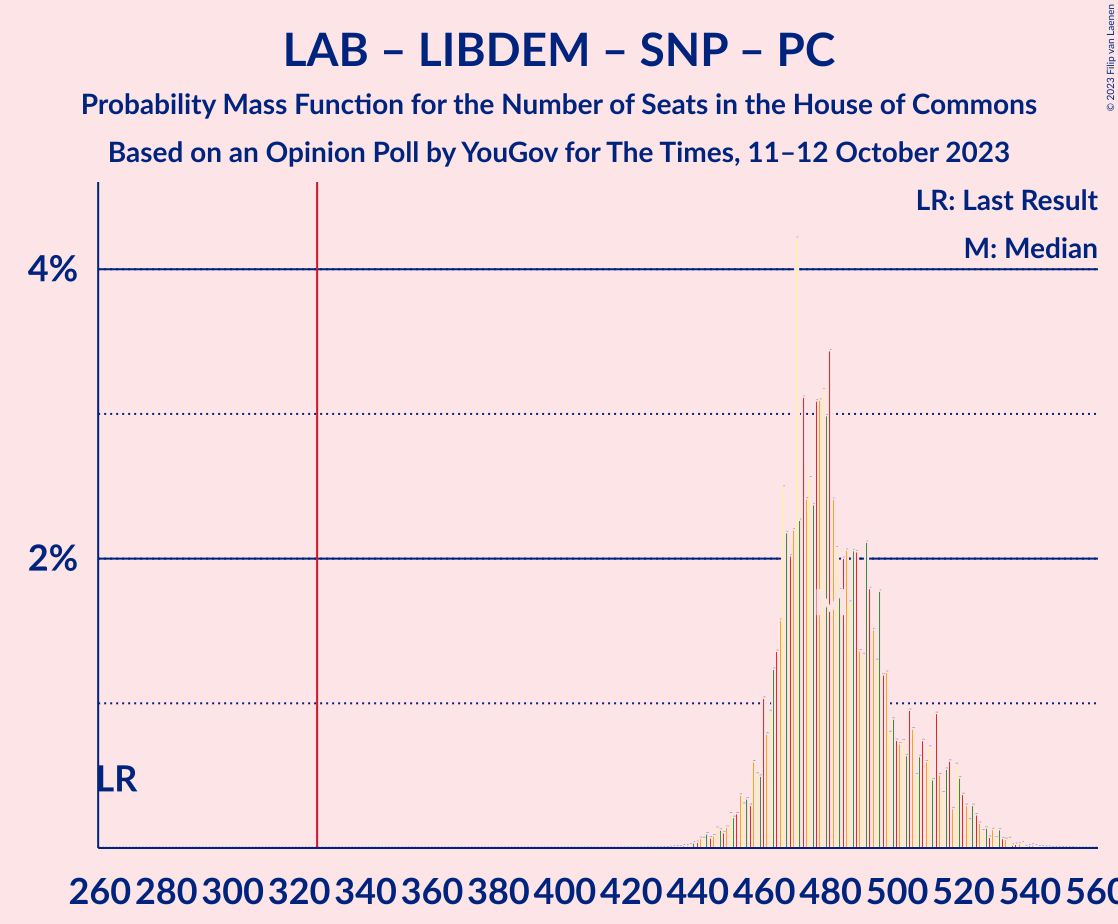 LAB – LIBDEM – SNP – PC
Probability Mass Function for the Number of Seats in the House of Commons
Based on an Opinion Poll by YouGov for The Times, 11–12 October 2023
© 2023 Filip van Laenen
LR: Last Result
M: Median
4%
2%
LR
260 280 300 320 340 360 380 400 420 440 460 480 500 520 540 560